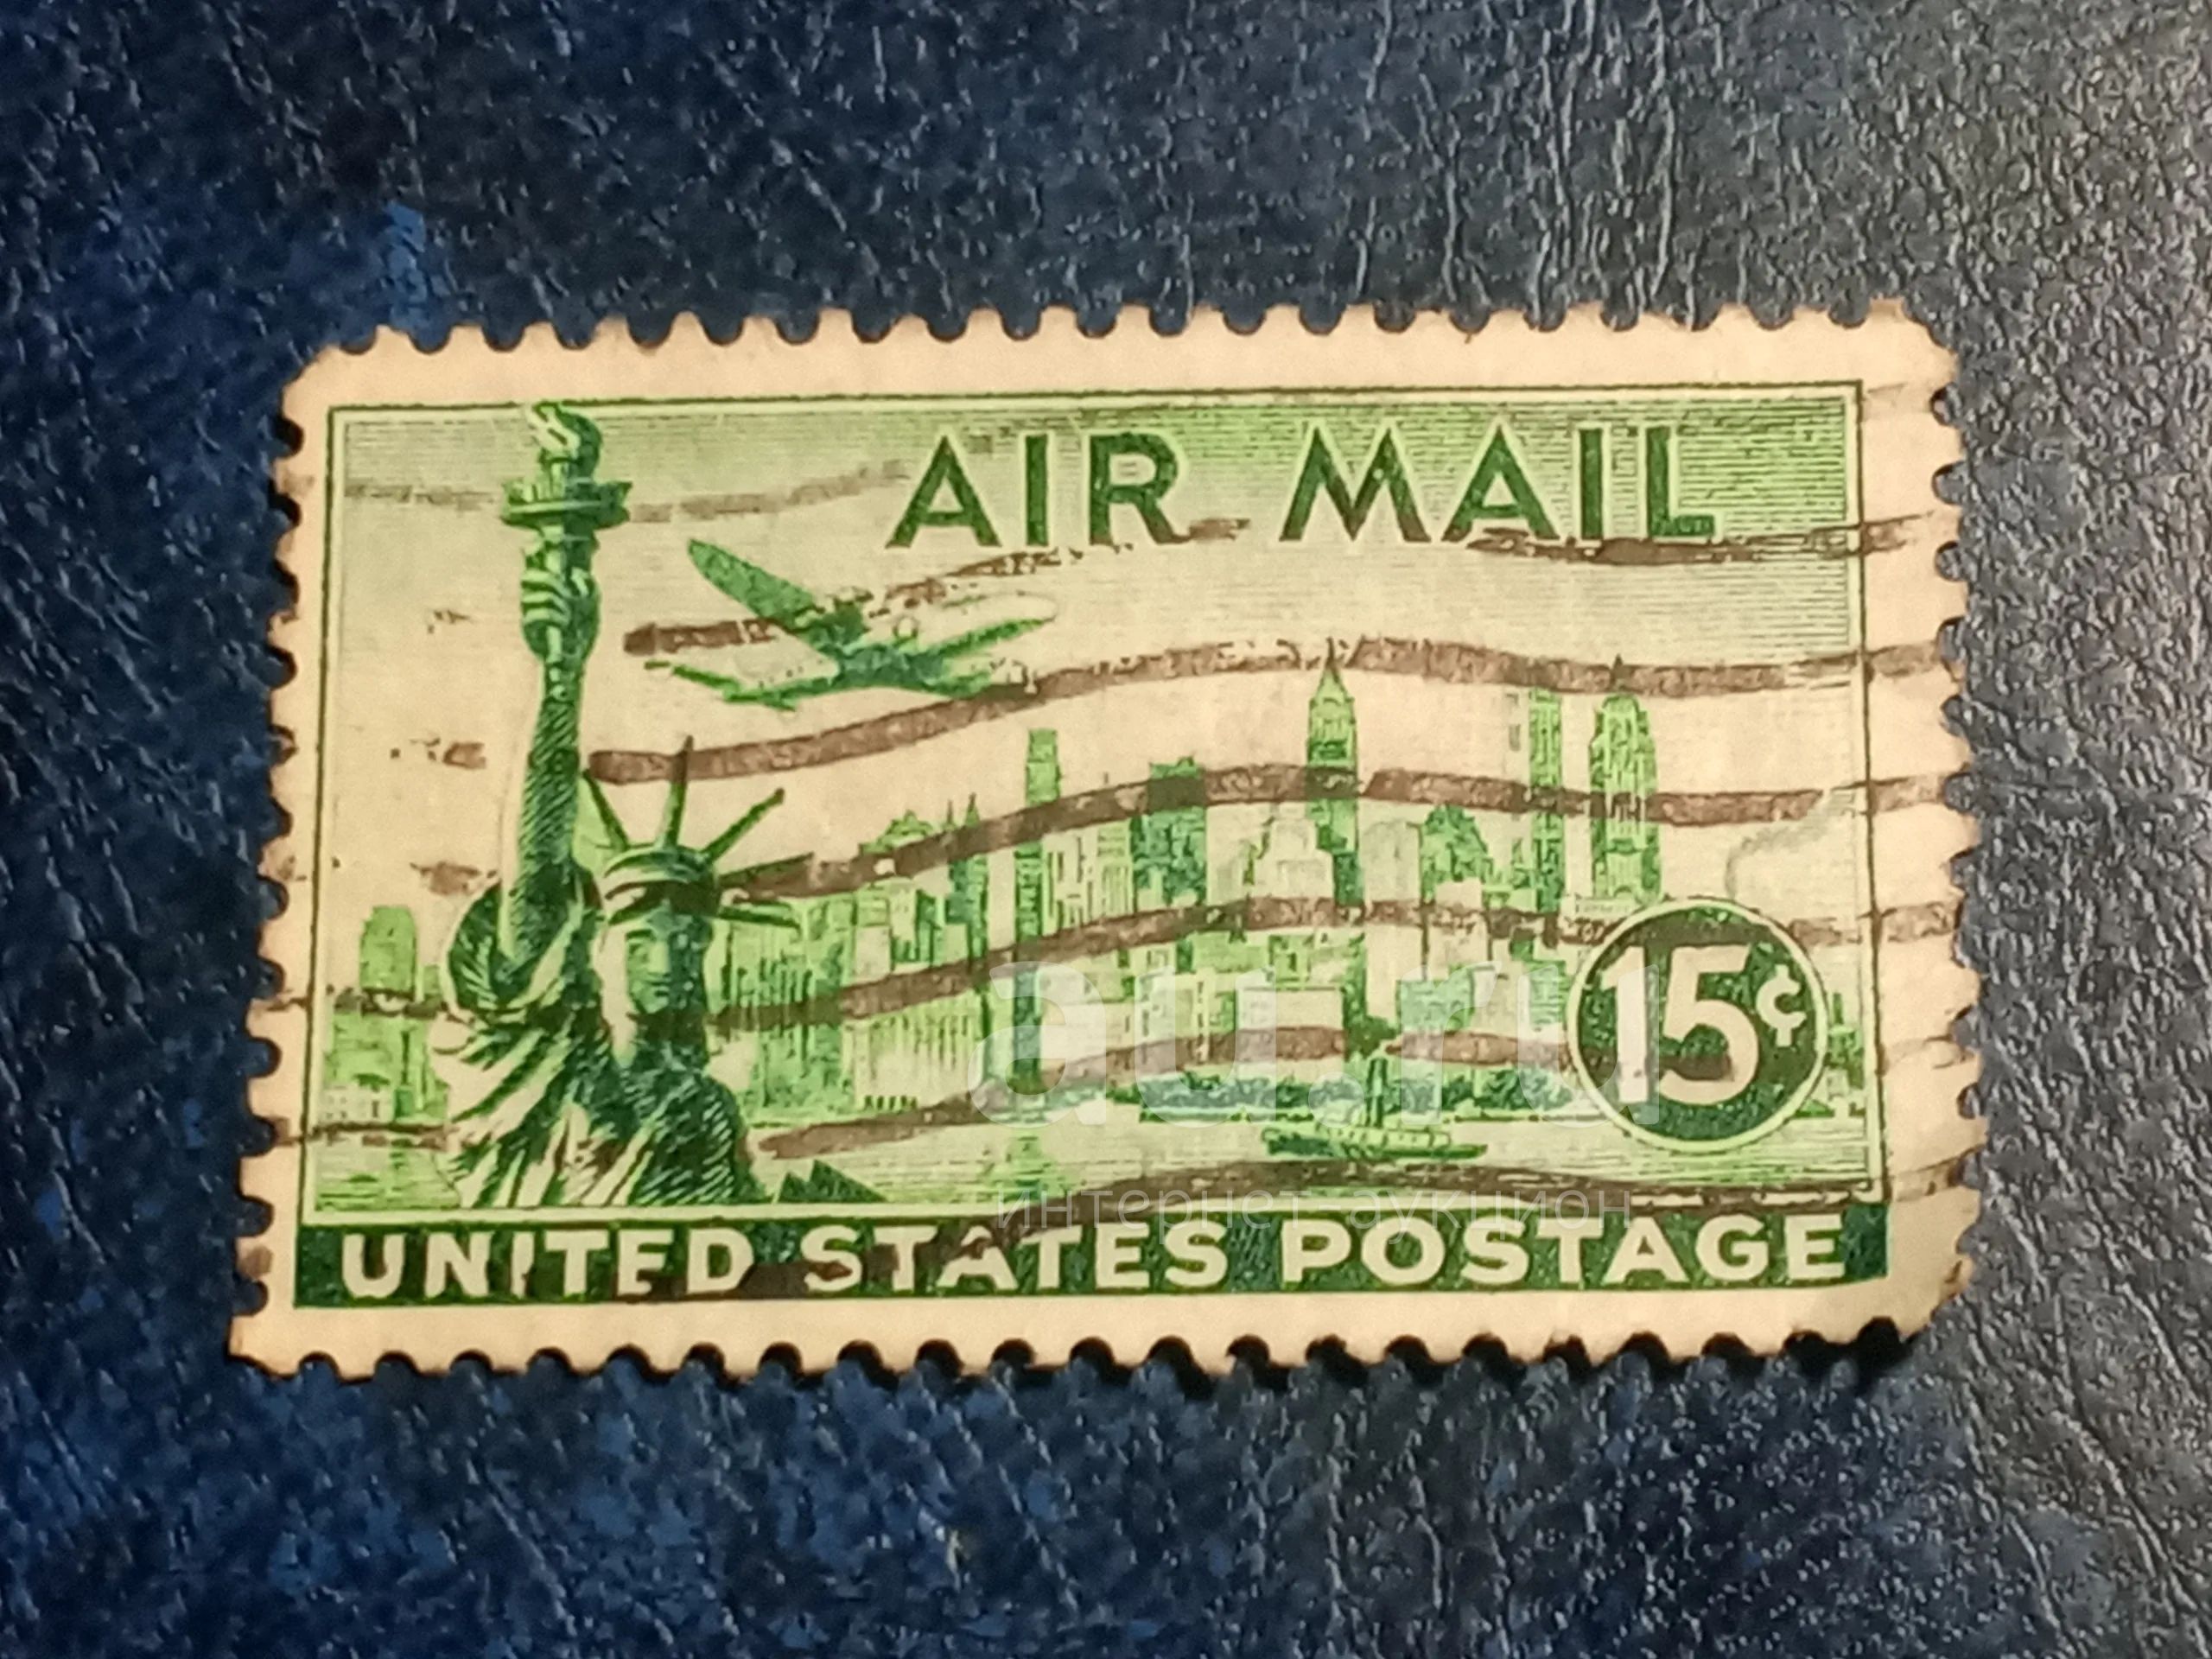 AIR MAIL
15¢
au.ru
интернет аукцион
UNITED STATES POSTAGE